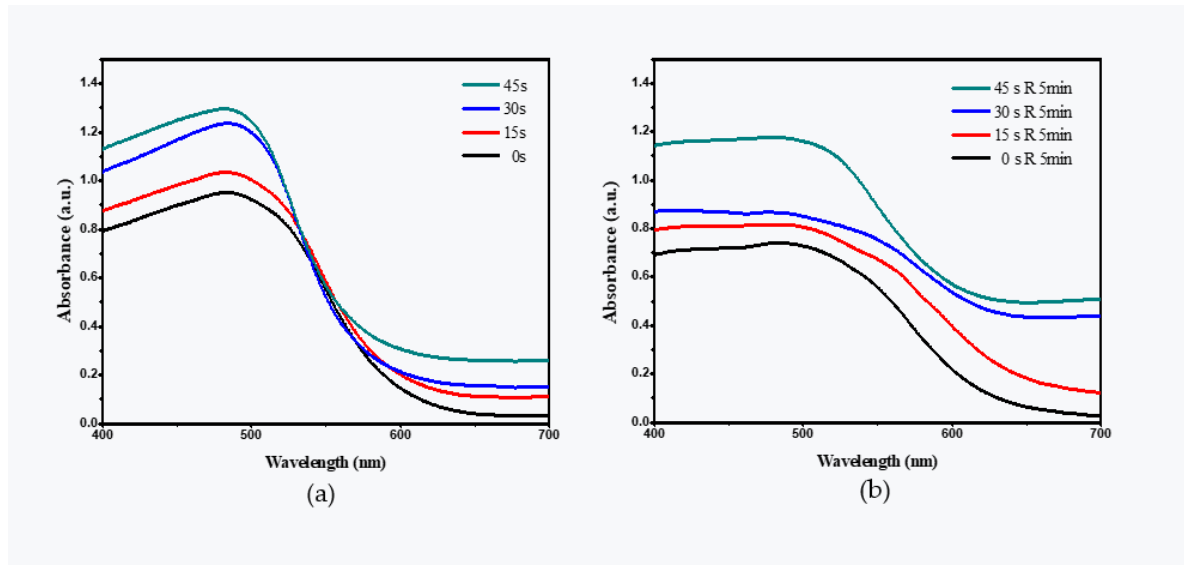 1.4
1.2
1.0
0.8
0.6
0.4
0.2
0.0
400
500
600
700
Absorbance (a.u.)
Wavelength (nm)
45s
30s
15s
0s
(a)
1.4
1.2
1.0
0.8
0.6
0.4
0.2
0.0
400
500
600
700
Absorbance (a.u.)
Wavelength (nm)
45 s R 5min
30 s R 5min
15 s R 5min
0 s R 5min
(b)